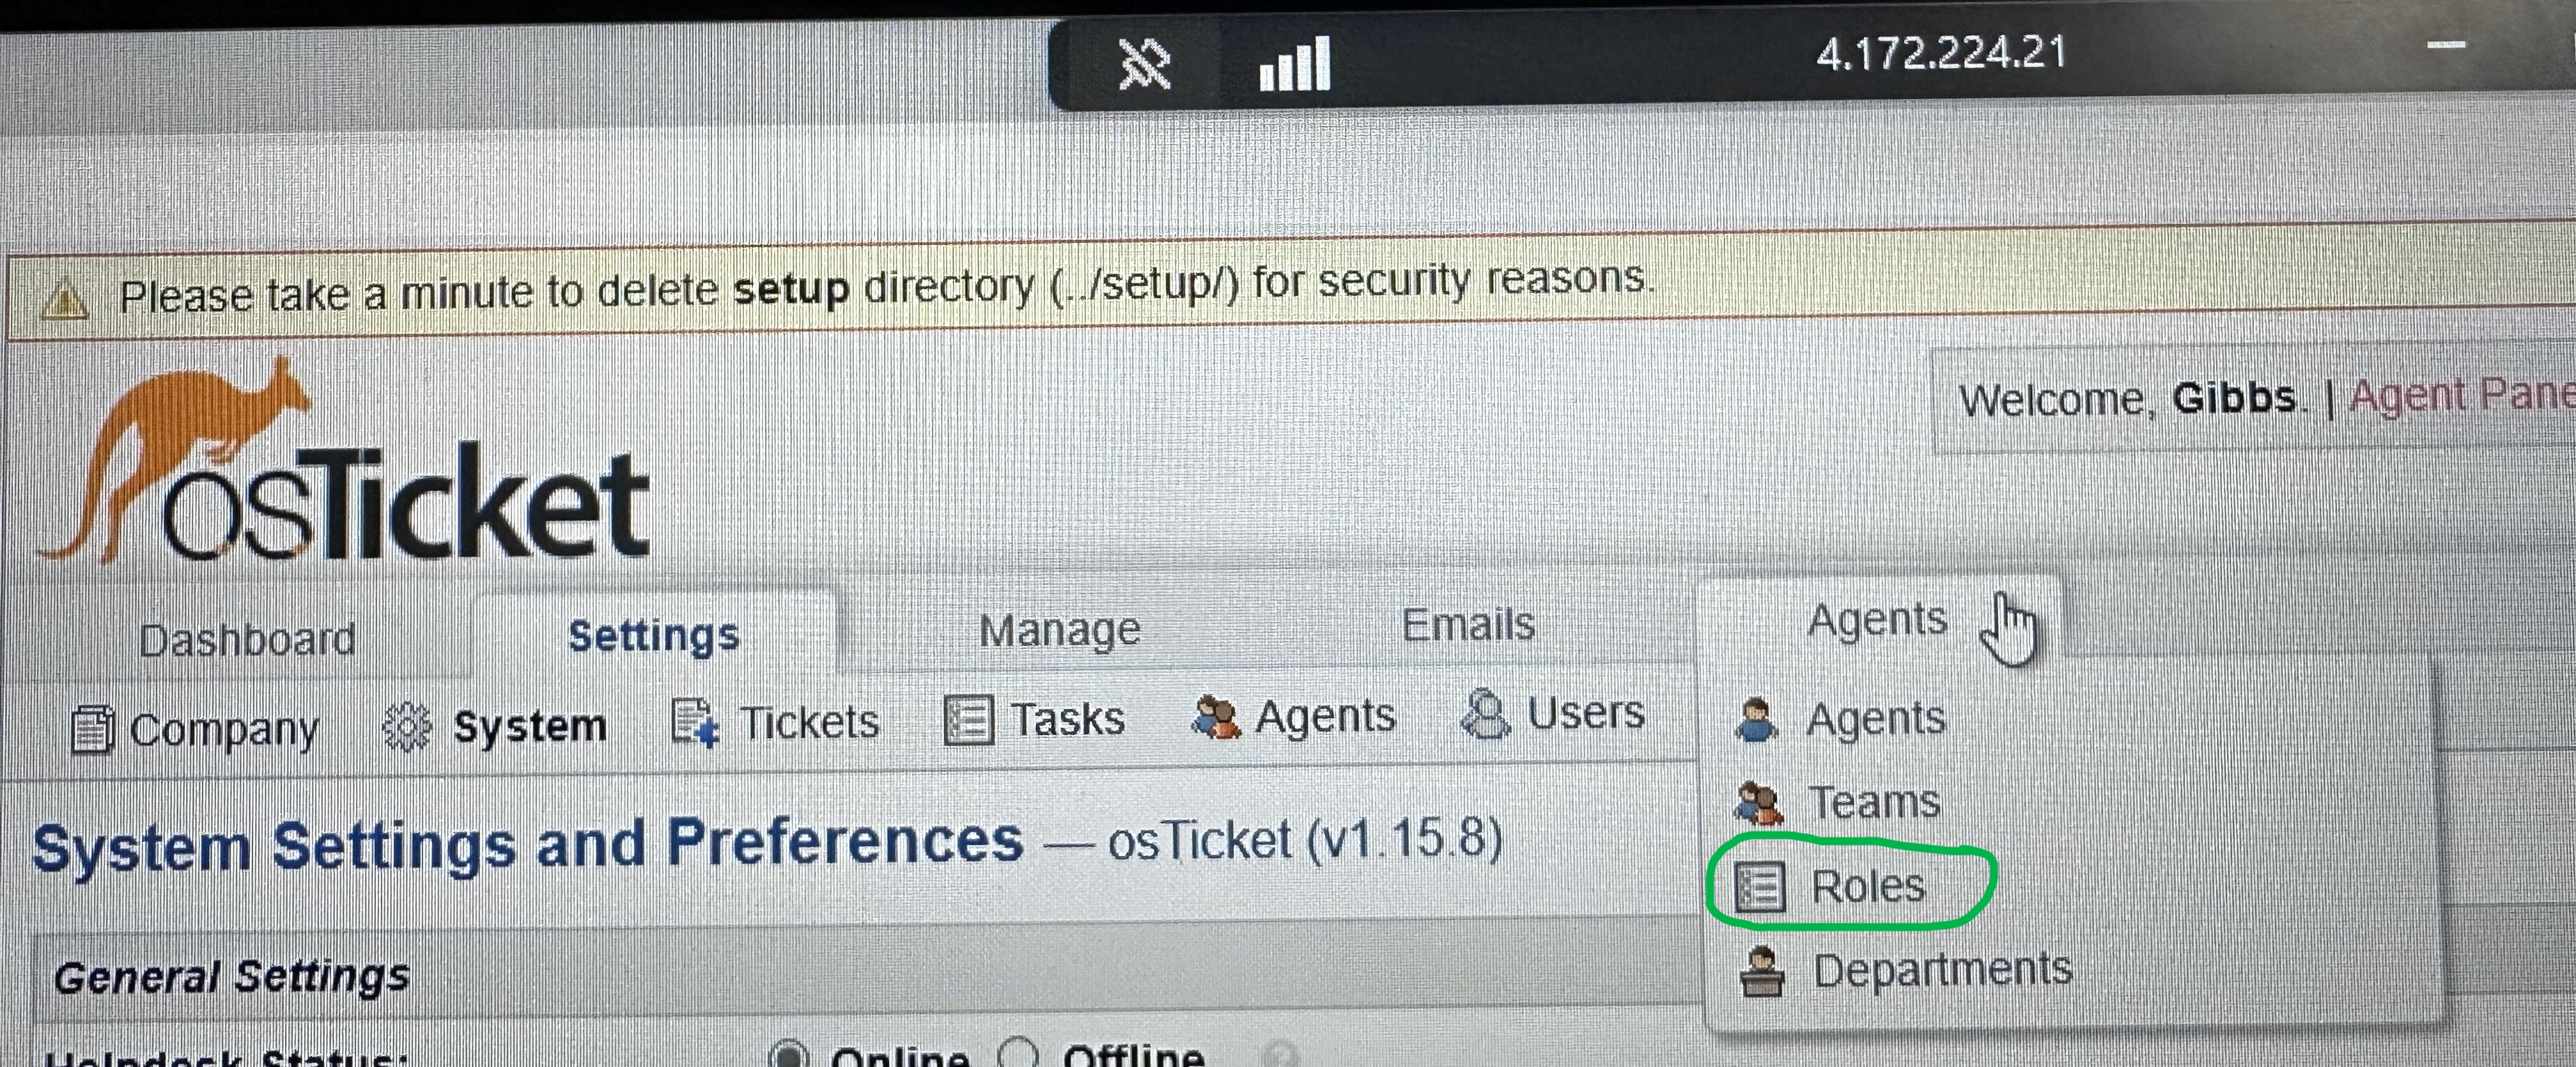 4.172.224.21
Please take a minute to delete setup directory (../setup/) for security reasons.
osTicket
Welcome, Gibbs. | Agent Pane
Dashboard Settings Manage Emails Agents
Company System Tickets Tasks Agents Users
Agents
Teams
Roles
Departments
System Settings and Preferences — osTicket (v1.15.8)
General Settings
Helpdesk Status: Online Offline